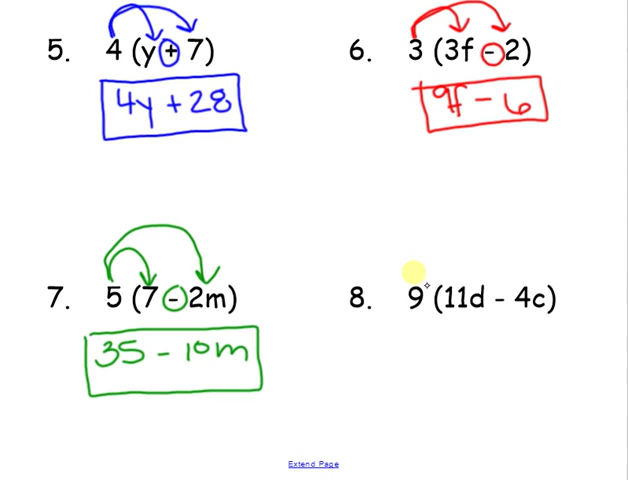 5. 4 (y + 7)
4y + 28
6. 3 (3f - 2)
9f - 6
7. 5 (7 - 2m)
35 - 10m
8. 9 (11d - 4c)
Extend Page